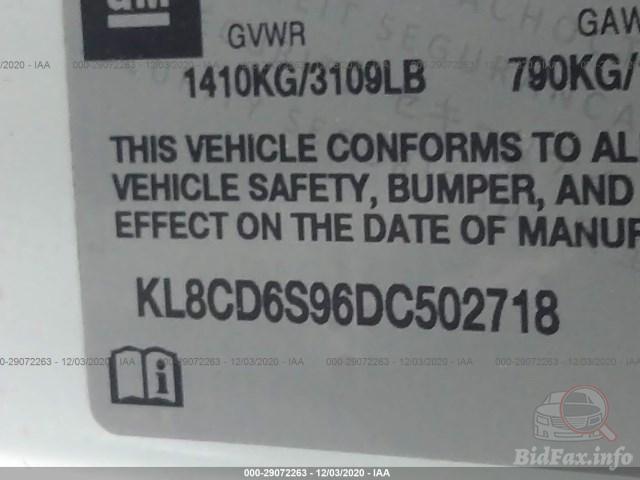 GM
GVWR GAW
1410KG/3109LB 790KG/
THIS VEHICLE CONFORMS TO AL
VEHICLE SAFETY, BUMPER, AND
EFFECT ON THE DATE OF MANUF
KL8CD6S96DC502718
i
000-29072263 - 12/03/2020 - IAA
BidFax.info